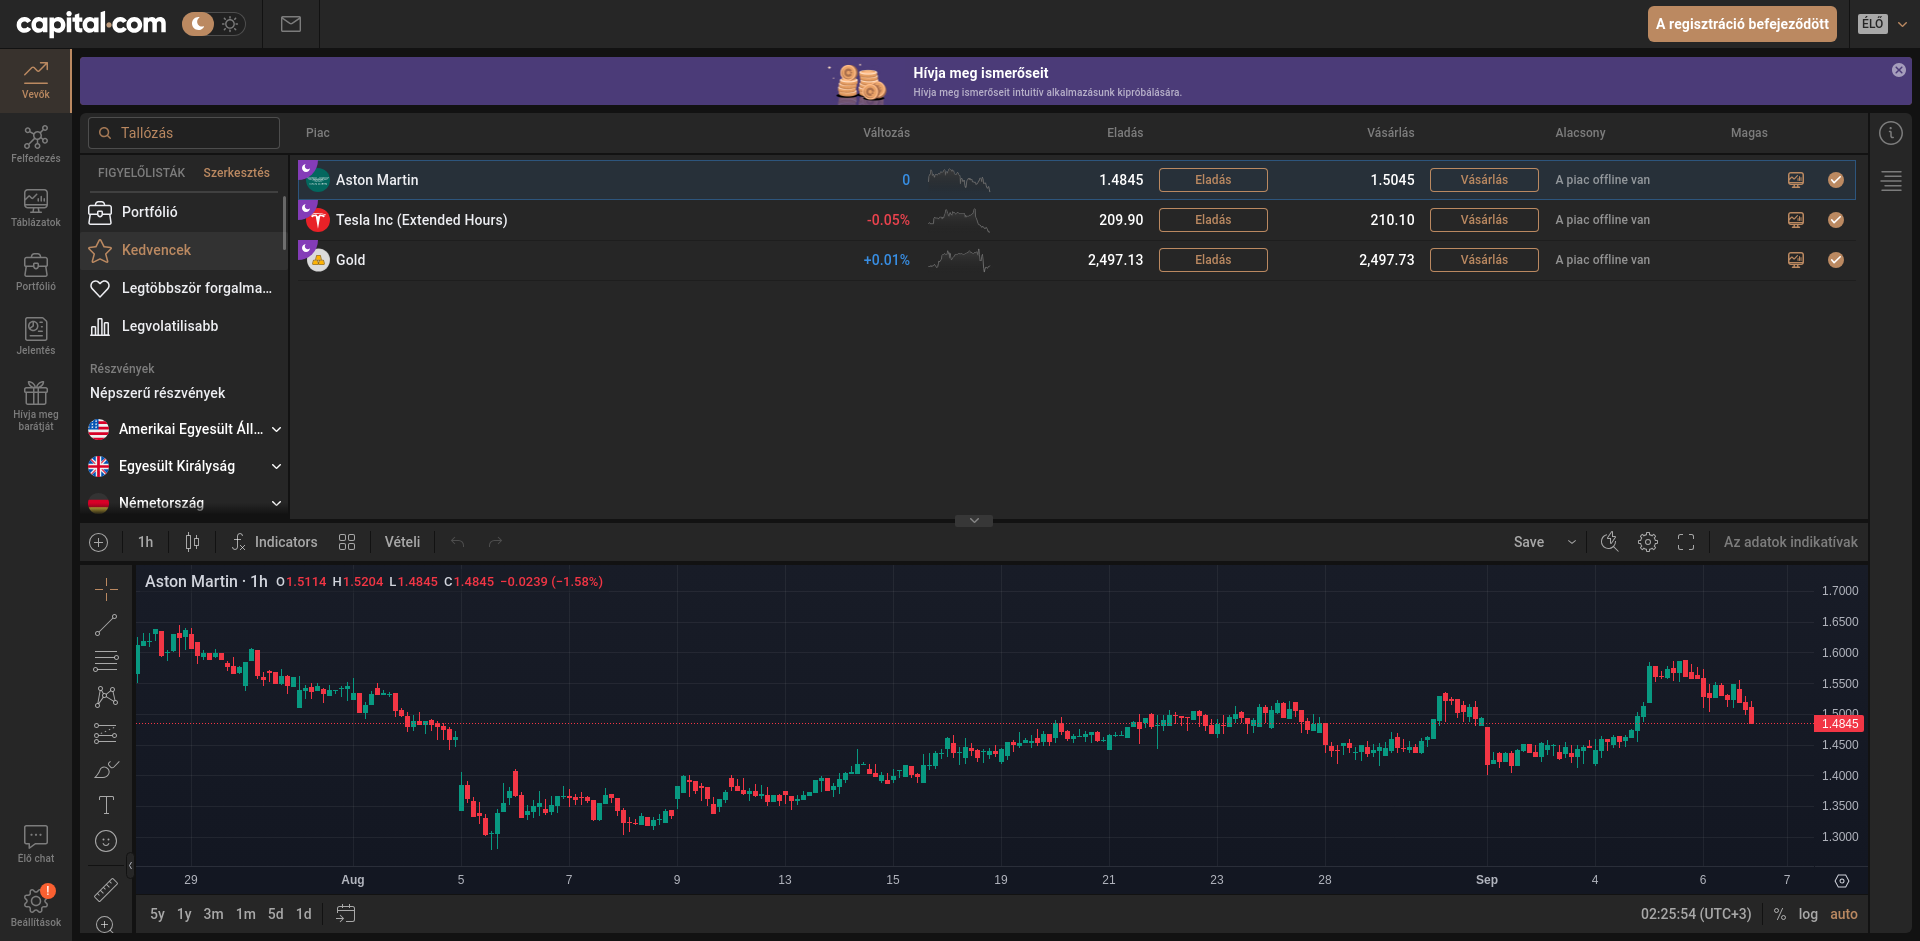 capital.com
A regisztráció befejeződött
ÉLŐ
Vevők
Felfedezés
Táblázatok
Portfólió
Jelentés
Hívja meg
barátját
Elő chat
!
Beállítások
Hívja meg ismerőseit
Hívja meg ismerőseit intuitív alkalmazásunk kipróbálására.
Tallózás
FIGYELŐLISTÁK Szerkesztés
Portfólió
Kedvencek
Legtöbbször forgalma...
Legvolatilisabb
Részvények
Népszerű részvények
Amerikai Egyesült Áll...
Egyesült Királyság
Németország
Piac Változás Eladás Vásárlás Alacsony Magas
Aston Martin 0 1.4845 Eladás 1.5045 Vásárlás A piac offline van
Tesla Inc (Extended Hours) -0.05% 209.90 Eladás 210.10 Vásárlás A piac offline van
Gold +0.01% 2,497.13 Eladás 2,497.73 Vásárlás A piac offline van
1h Indicators Vételi Save Az adatok indikatívak
Aston Martin · 1h O1.5114 H1.5204 L1.4845 C1.4845 −0.0239 (−1.58%)
1.7000
1.6500
1.6000
1.5500
1.5000
1.4845
1.4500
1.4000
1.3500
1.3000
29 Aug 5 7 9 13 15 19 21 23 28 Sep 4 6 7
5y 1y 3m 1m 5d 1d 02:25:54 (UTC+3) % log auto